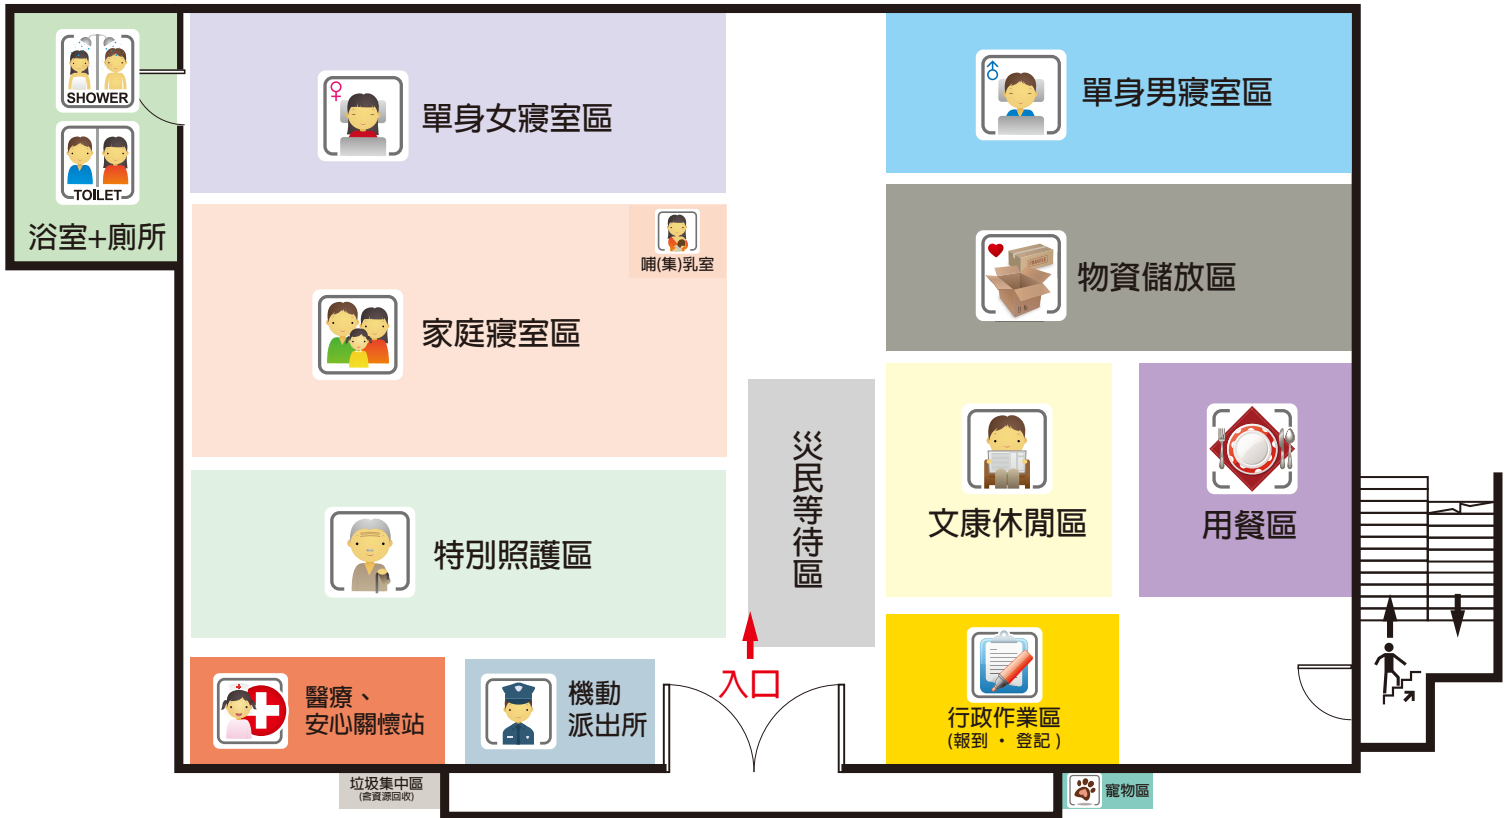 SHOWER
TOILET
浴室+廁所
單身女寢室區
單身男寢室區
哺(集)乳室
家庭寢室區
物資儲放區
FRAGILE
災民等待區
文康休閒區
用餐區
特別照護區
入口
醫療、
安心關懷站
機動
派出所
行政作業區
(報到 ・ 登記)
垃圾集中區
(含資源回收)
寵物區